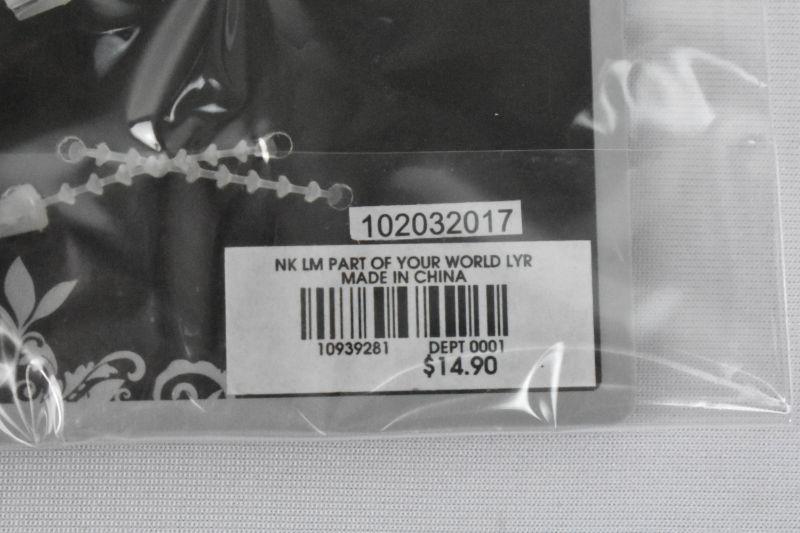 102032017
NK LM PART OF YOUR WORLD LYR
MADE IN CHINA
10939281 DEPT 0001
$14.90